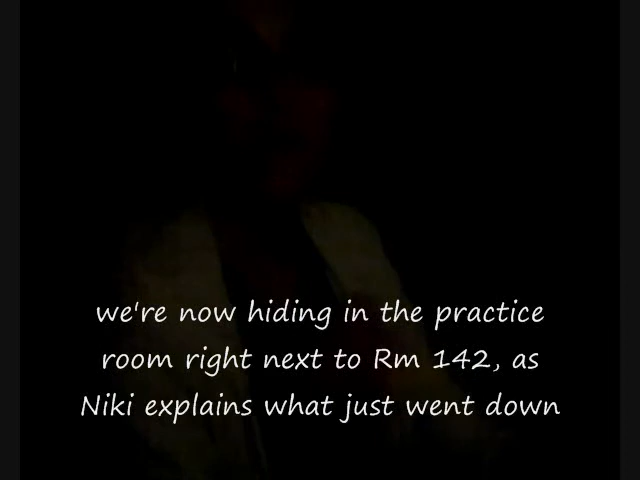 we're now hiding in the practice
room right next to Rm 142, as
Niki explains what just went down